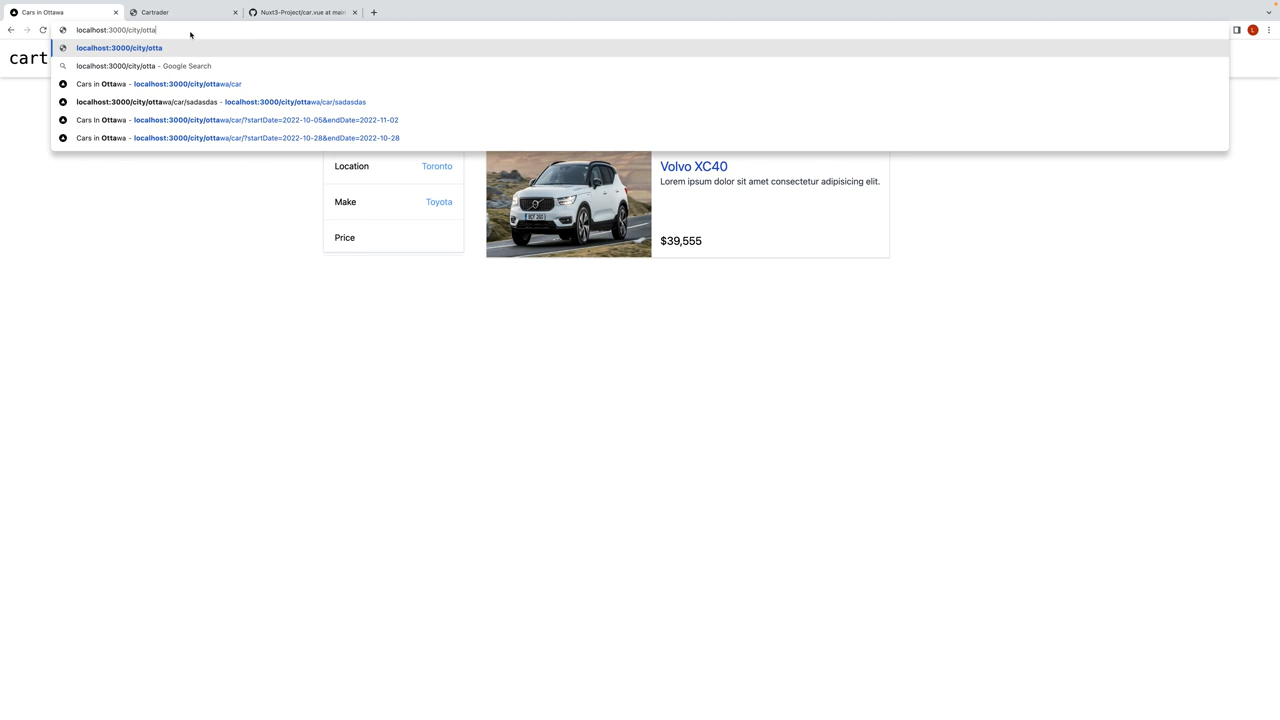 Cars in Ottawa
Cartrader
Nuxt3-Project/car.vue at main
localhost:3000/city/otta
L
localhost:3000/city/otta
localhost:3000/city/otta - Google Search
Cars in Ottawa - localhost:3000/city/ottawa/car
localhost:3000/city/ottawa/car/sadasdas - localhost:3000/city/ottawa/car/sadasdas
Cars In Ottawa - localhost:3000/city/ottawa/car/?startDate=2022-10-05&endDate=2022-11-02
Cars in Ottawa - localhost:3000/city/ottawa/car/?startDate=2022-10-28&endDate=2022-10-28
cart
Location Toronto
Make Toyota
Price
Volvo XC40
Lorem ipsum dolor sit amet consectetur adipisicing elit.
$39,555